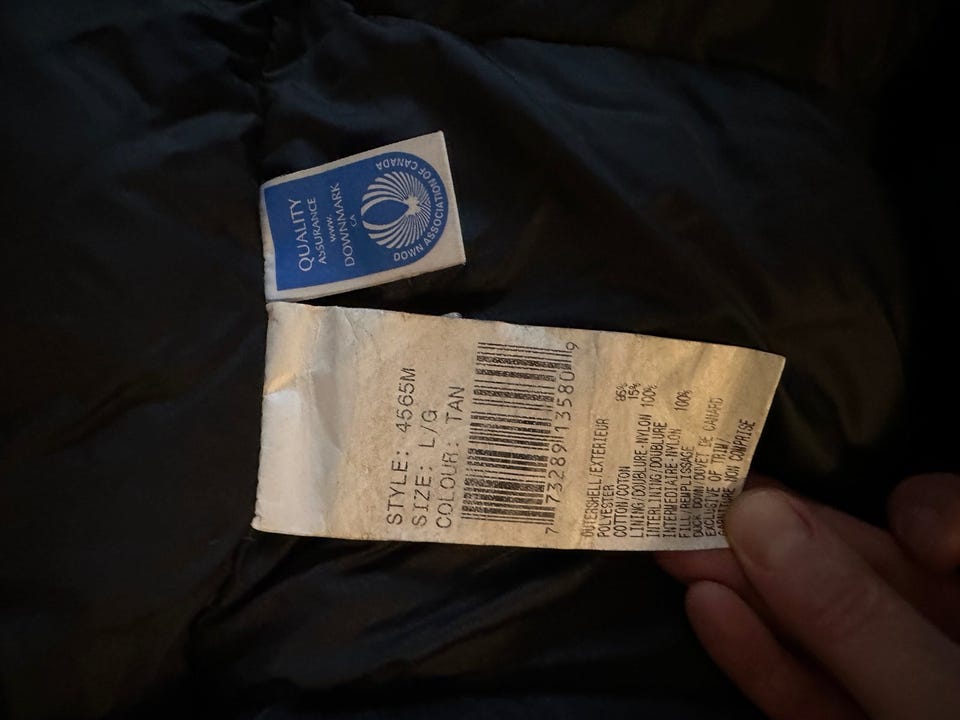 QUALITY
ASSURANCE
www.
DOWNMARK
CA
DOWN ASSOCIATION OF CANADA
STYLE: 4565M
SIZE: L/G
COLOUR: TAN
7 73289 13580 9
OUTERSHELL/EXTERIEUR
POLYESTER 85%
COTTON/COTON 15%
LINING/DOUBLURE-NYLON 100%
INTERLINING/DOUBLURE
INTERMEDIAIRE-NYLON 100%
FILL/REMPLISSAGE
DUCK DOWN/DUVET DE CANARD
EXCLUSIVE OF TRIM/
GARNITURE NON COMPRISE